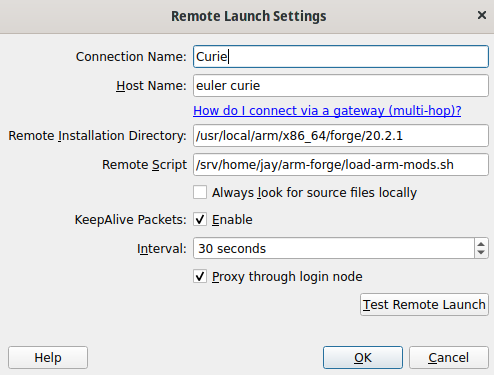 Remote Launch Settings
Connection Name: Curie
Host Name: euler curie
How do I connect via a gateway (multi-hop)?
Remote Installation Directory: /usr/local/arm/x86_64/forge/20.2.1
Remote Script /srv/home/jay/arm-forge/load-arm-mods.sh
Always look for source files locally
KeepAlive Packets: Enable
Interval: 30 seconds
Proxy through login node
Test Remote Launch
Help OK Cancel